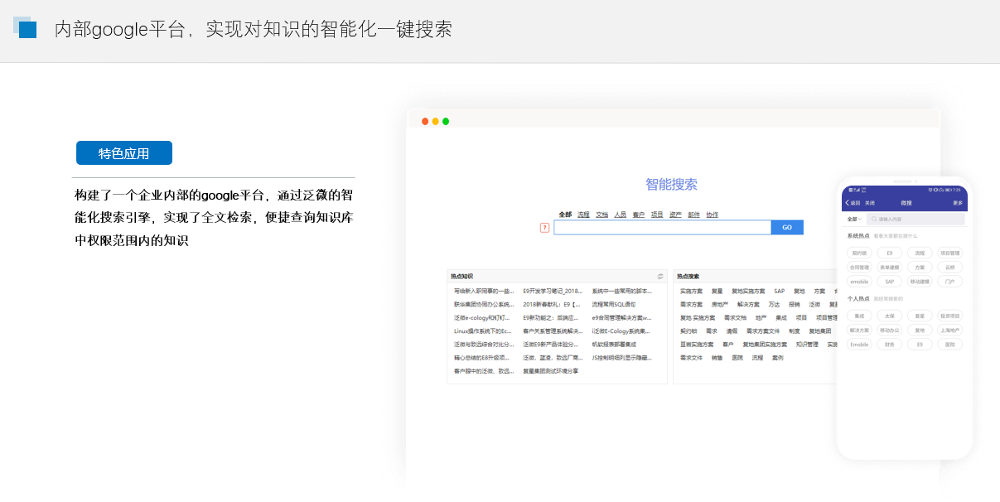 内部google平台，实现对知识的智能化一键搜索
特色应用
构建了一个企业内部的google平台，通过泛微的智
能化搜索引擎，实现了全文检索，便捷查询知识库
中权限范围内的知识
智能搜索
全部 流程 文档 人员 客户 项目 资产 邮件 协作
? GO
热点知识
写给新入职同事的一些... E9开发学习笔记_2018... 系统中一些常用的脚本...
联华集团协同办公系统... 2018新春献礼：E9【... 流程常用SQL语句
泛微e-cology和钉钉... E9新功能之：后端应... e9合同管理解决方案w...
Linux操作系统下的Ec... 客户关系管理系统解决... i泛微E-Cology系统集...
泛微与致远综合对比分... 泛微E9新产品体验分... 帆软报表部署集成
精心总结的E8升级项... 泛微、蓝凌、致远厂商... JS控制明细列显示隐藏...
客户眼中的泛微、致远... 复星集团测试环境分享
热点搜索
实施方案 复星 复地实施方案 SAP 复地 方案
需求方案 房地产 解决方案 万达 报销 泛微
复地 实施方案 需求文档 地产 集成 项目 项目管理
契约锁 需求 请假 需求方案文件 制度 复地集团
实施方案 客户 复地集团实施方案 知识管理
需求文件 销售 医院 流程 案例
7:25
返回 关闭 微搜 更多
全部 请输入内容
系统热点 看看大家都在搜什么
契约锁 E9 流程 项目管理
合同管理 表单建模 方案 云桥
emobile SAP 移动建模 门户
个人热点 我经常搜索的
集成 太保 复星 投资项目
解决方案 移动办公 复地 上海地产
Emobile 财务 E9 医院